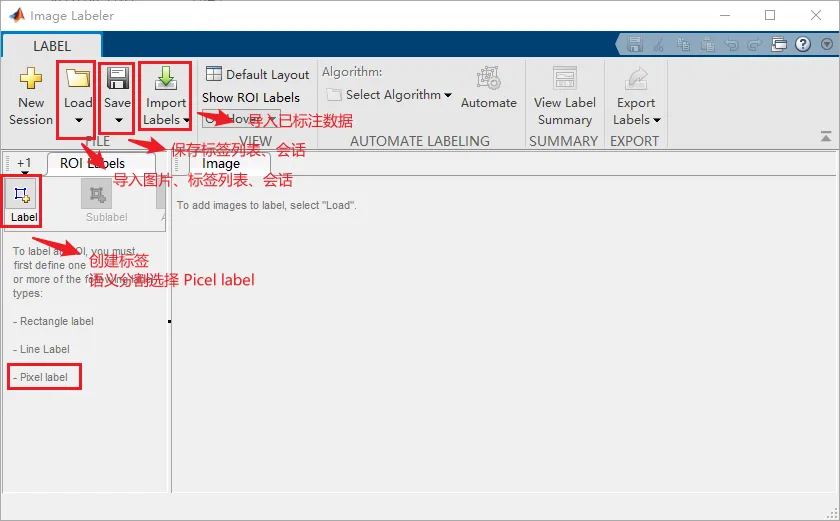 Image Labeler
LABEL
New Session
Load
Save
Import Labels
Default Layout
Show ROI Labels
FILE
VIEW
Algorithm:
Select Algorithm
Automate
AUTOMATE LABELING
View Label Summary
SUMMARY
Export Labels
EXPORT
导入已标注数据
保存标签列表、会话
导入图片、标签列表、会话
+1
ROI Labels
Image
Label
Sublabel
To add images to label, select "Load".
创建标签
语义分割选择 Picel label
To label an ROI, you must
first define one
or more of the following label
types:
- Rectangle label
- Line Label
- Pixel label